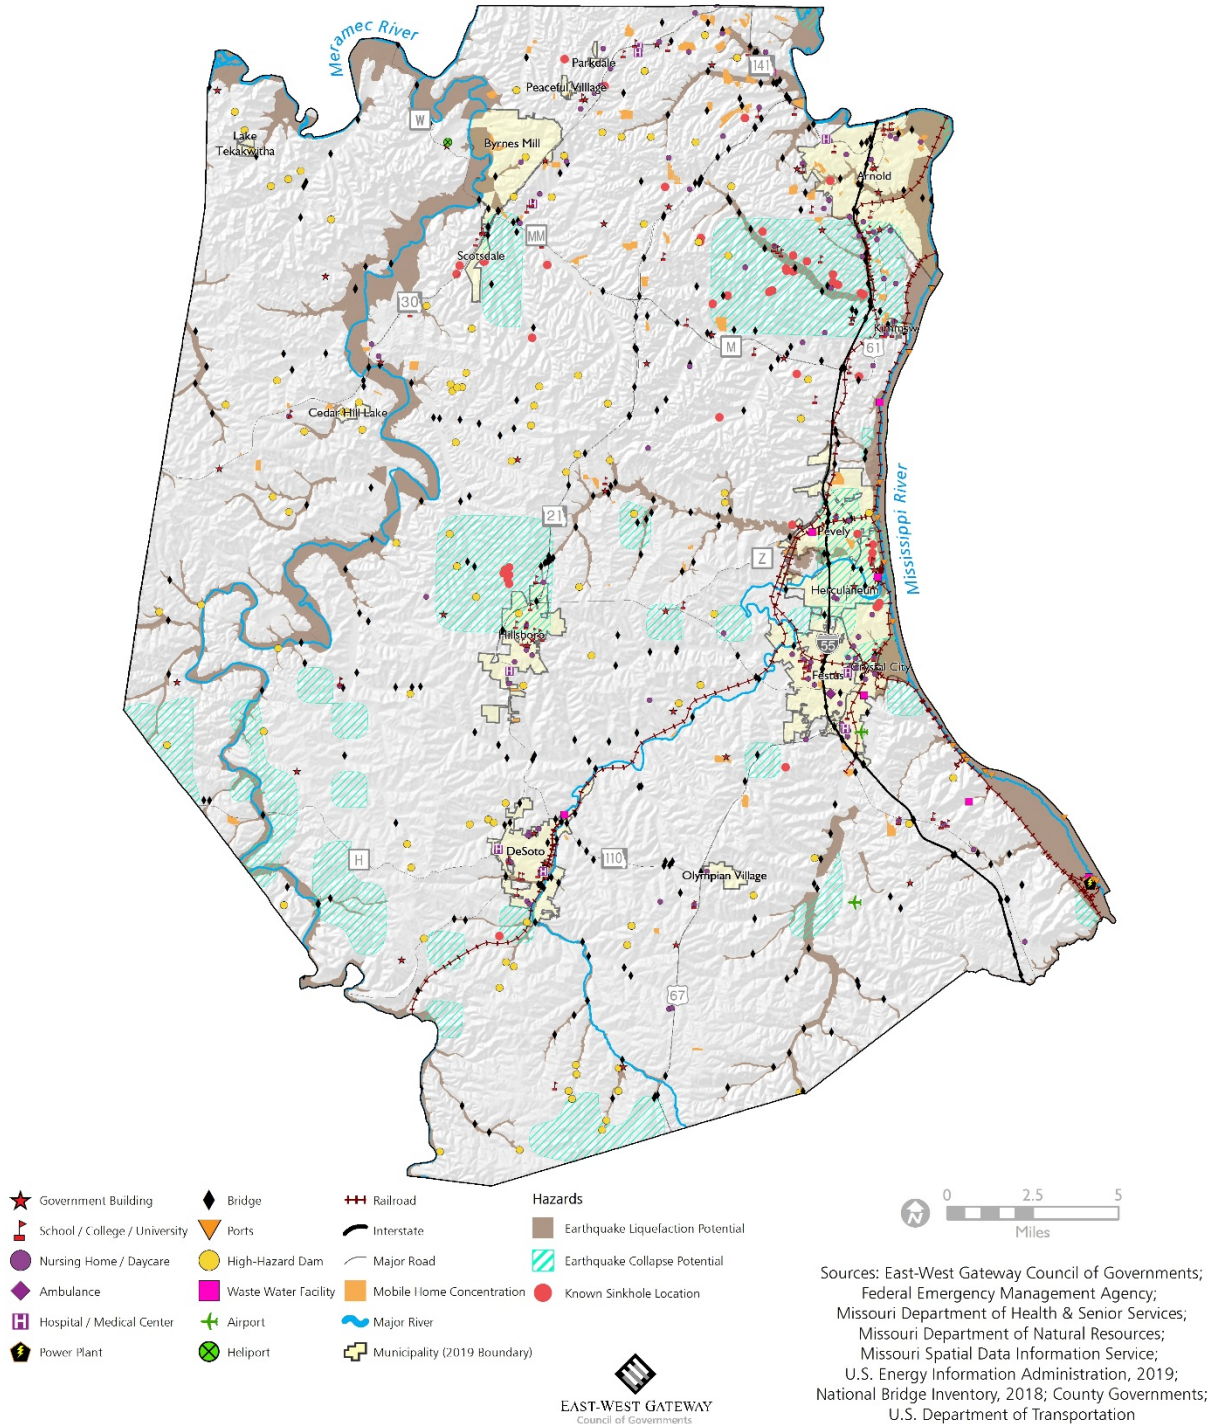 Meramec River
Parkdale
141
Peaceful Village
W
Lake
Tekakwitha
Byrnes Mill
Arnold
MM
Scotsdale
30
Kimmsw
M
61
Cedar Hill Lake
Mississippi River
21
Pevely
Z
Herculaneum
Hillsboro
55
Crystal City
Festus
DeSoto
H
110
Olympian Village
67
Government Building
Bridge
Railroad
Hazards
School / College / University
Ports
Interstate
Earthquake Liquefaction Potential
Nursing Home / Daycare
High-Hazard Dam
Major Road
Earthquake Collapse Potential
Ambulance
Waste Water Facility
Mobile Home Concentration
Known Sinkhole Location
Hospital / Medical Center
Airport
Major River
Power Plant
Heliport
Municipality (2019 Boundary)
N
0 2.5 5
Miles
Sources: East-West Gateway Council of Governments;
Federal Emergency Management Agency;
Missouri Department of Health & Senior Services;
Missouri Department of Natural Resources;
Missouri Spatial Data Information Service;
U.S. Energy Information Administration, 2019;
National Bridge Inventory, 2018; County Governments;
U.S. Department of Transportation
EAST-WEST GATEWAY
Council of Governments